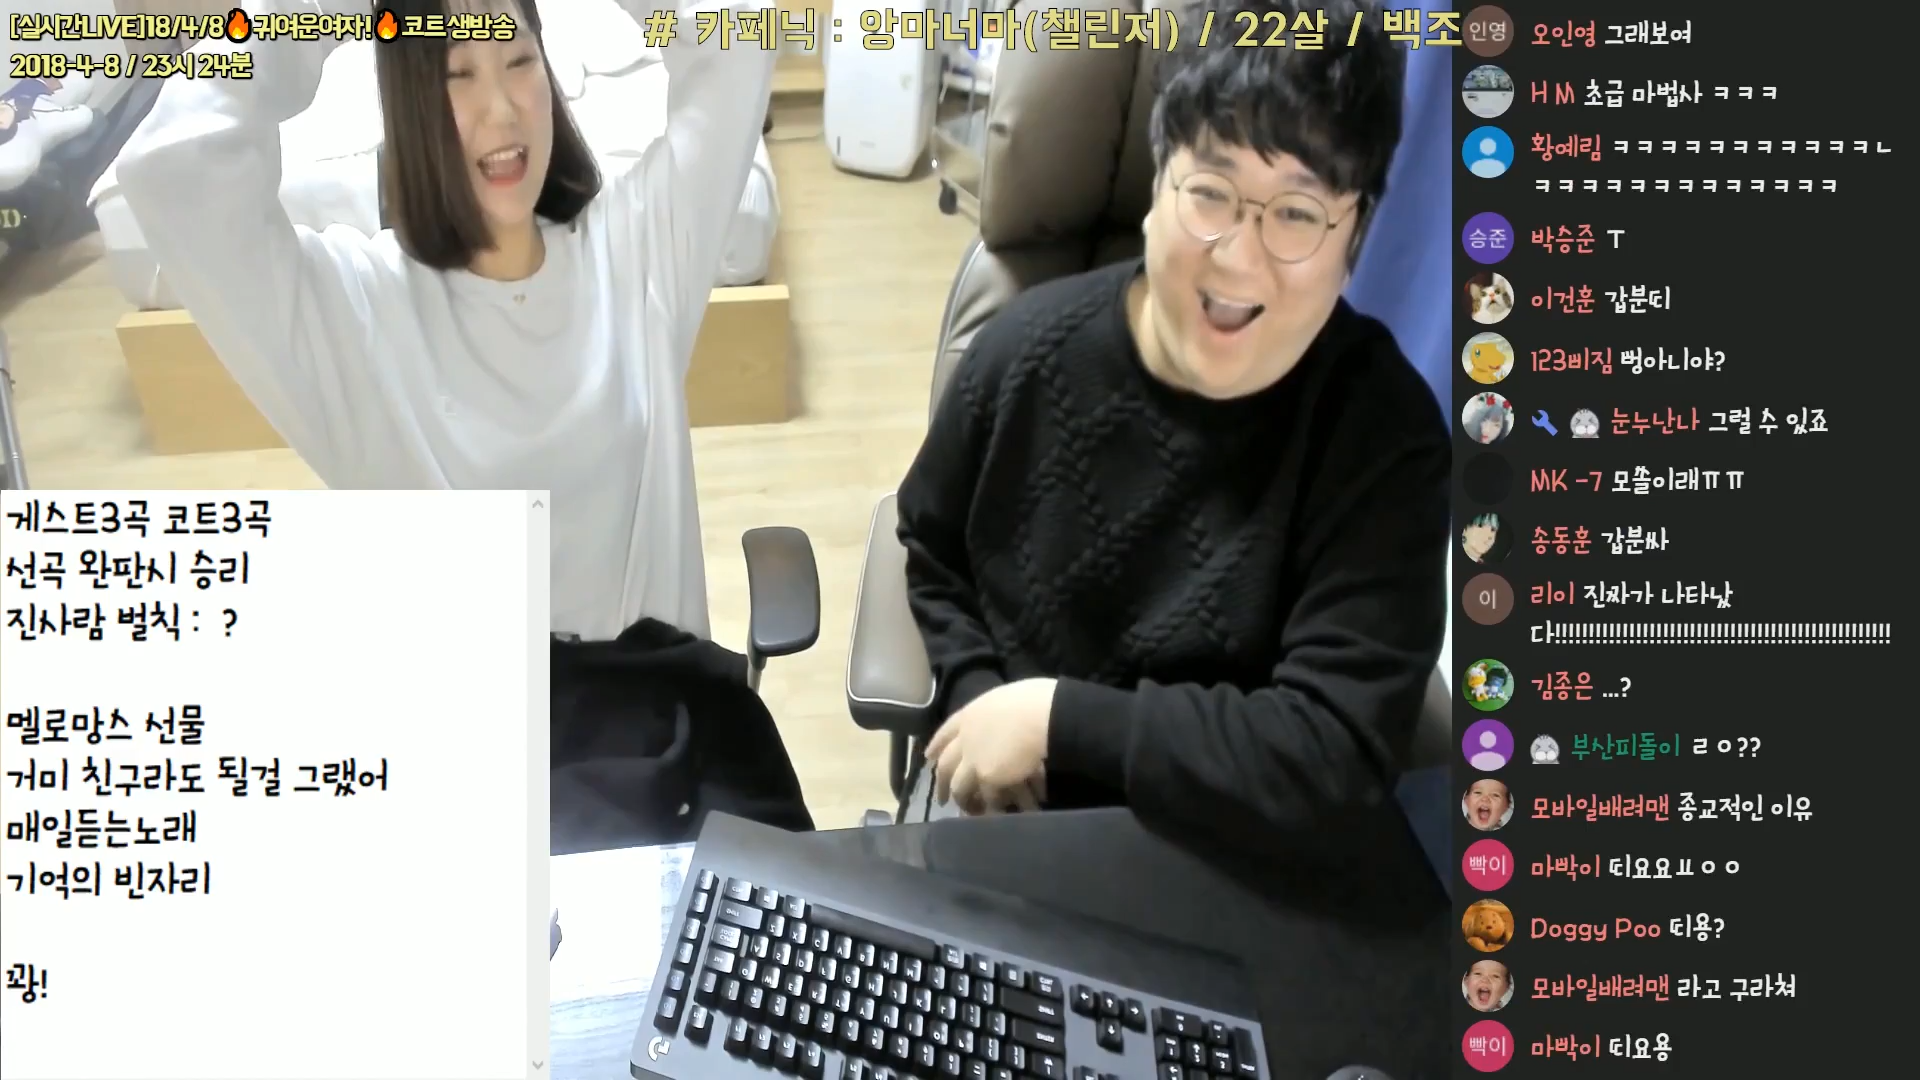 [실시간LIVE]18/4/8🔥귀여운여자!🔥코트생방송
2018-4-8 / 23시 24분
# 카페닉 : 앙마너마(챌린저) / 22살 / 백조
게스트3곡 코트3곡
선곡 완판시 승리
진사람 벌칙 : ?
멜로망스 선물
거미 친구라도 될걸 그랬어
매일듣는노래
기억의 빈자리
꽝!
인영 오인영 그래보여
H M 초급 마법사 ㅋㅋㅋ
황예림 ㅋㅋㅋㅋㅋㅋㅋㅋㅋㅋㅋㄴ
ㅋㅋㅋㅋㅋㅋㅋㅋㅋㅋㅋㅋㅋ
승준 박승준 ㅜ
이건훈 갑분띠
123삐짐 뻥아니야?
눈누난나 그럴 수 있죠
MK -7 모쏠이래ㅠㅠ
송동훈 갑분싸
이 리이 진짜가 나타났
다!!!!!!!!!!!!!!!!!!!!!!!!!!!!!!!!!!!!!!!!!!!!!!!!!!
김종은 ...?
부산피돌이 ㄹㅇ??
모바일배려맨 종교적인 이유
빡이 마빡이 띠요요ㅛㅇㅇ
Doggy Poo 띠용?
모바일배려맨 라고 구라쳐
빡이 마빡이 띠요용